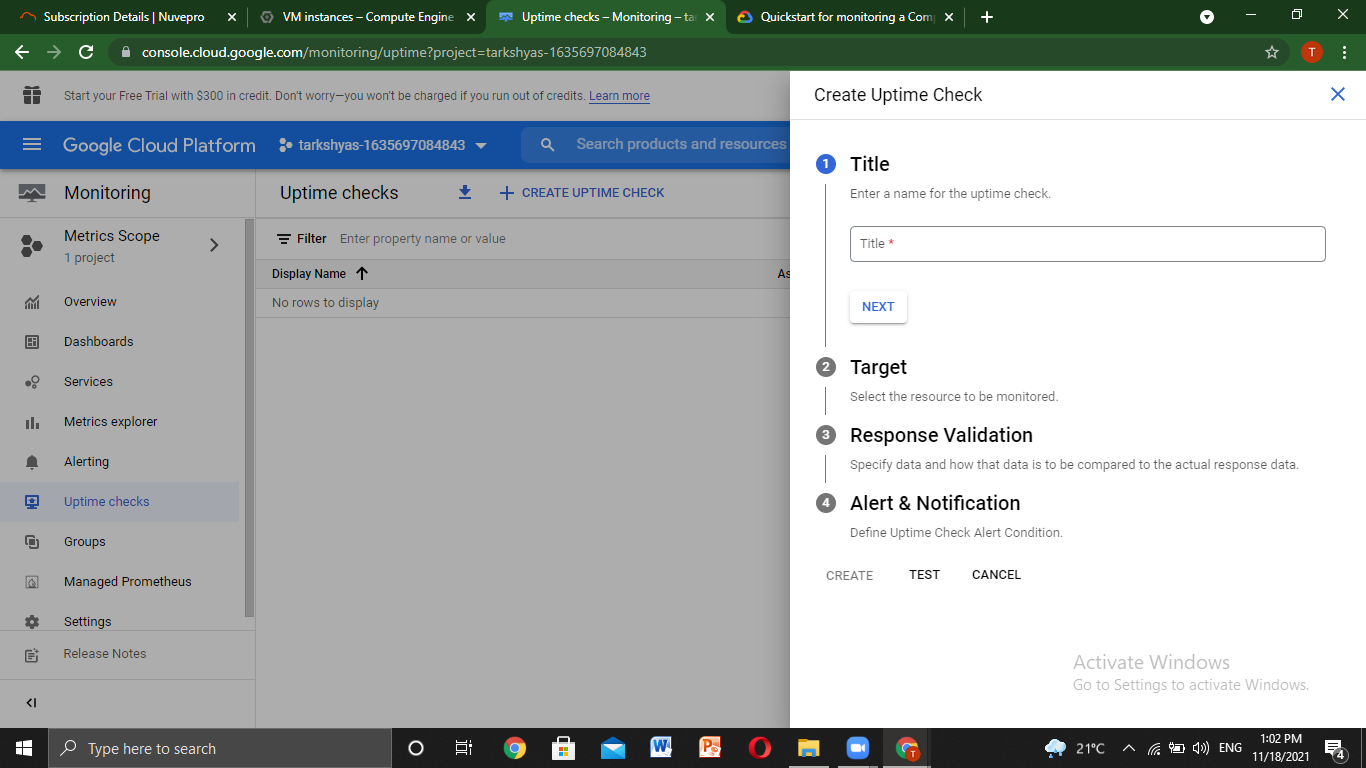 Subscription Details | Nuvepro
VM instances – Compute Engine
Uptime checks – Monitoring – ta
Quickstart for monitoring a Com
console.cloud.google.com/monitoring/uptime?project=tarkshyas-1635697084843
T
Start your Free Trial with $300 in credit. Don't worry—you won't be charged if you run out of credits. Learn more
Google Cloud Platform
tarkshyas-1635697084843
Search products and resources
Monitoring
Metrics Scope
1 project
Overview
Dashboards
Services
Metrics explorer
Alerting
Uptime checks
Groups
Managed Prometheus
Settings
Release Notes
Uptime checks
CREATE UPTIME CHECK
Filter Enter property name or value
Display Name
As
No rows to display
Create Uptime Check
1 Title
Enter a name for the uptime check.
Title *
NEXT
2 Target
Select the resource to be monitored.
3 Response Validation
Specify data and how that data is to be compared to the actual response data.
4 Alert & Notification
Define Uptime Check Alert Condition.
CREATE TEST CANCEL
Activate Windows
Go to Settings to activate Windows.
Type here to search
21°C
ENG
1:02 PM
11/18/2021
4